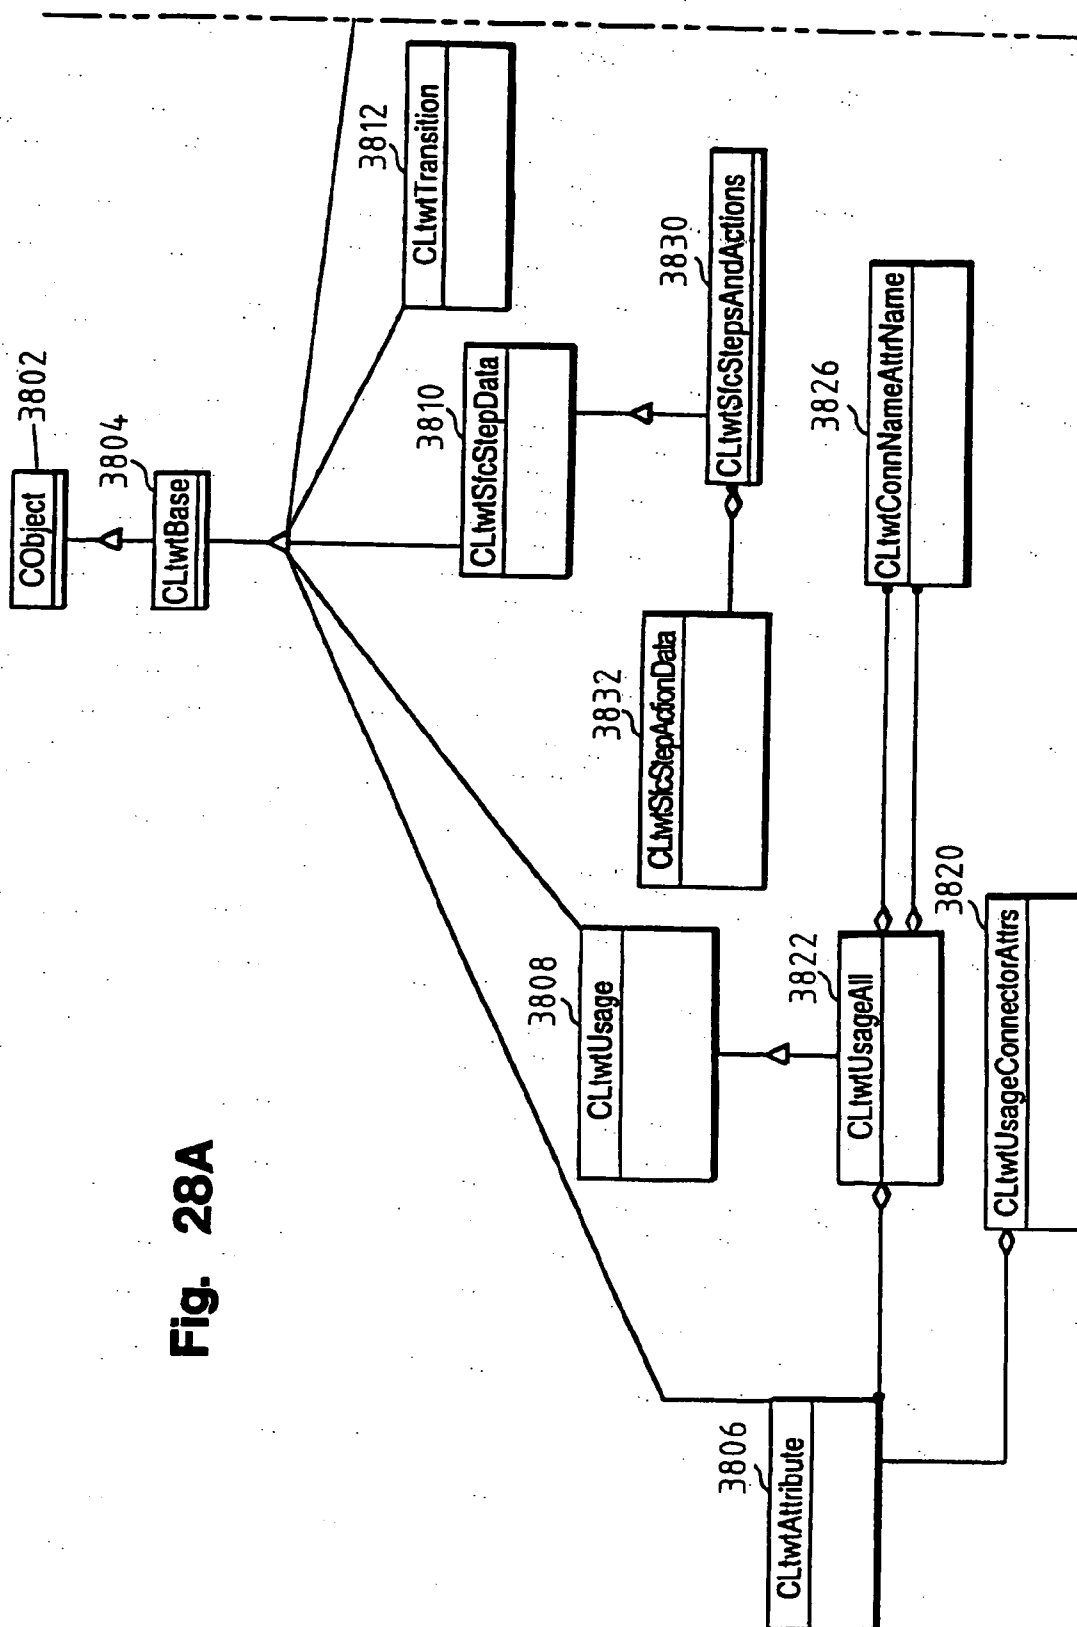 Fig. 28A
CObject
3802
CLtwtBase
3804
CLtwtTransition
3812
CLtwtSfcStepData
3810
CLtwtSfcStepsAndActions
3830
CLtwtSfcStepActionData
3832
CLtwtUsage
3808
CLtwtConnNameAttrName
3826
CLtwtUsageAll
3822
CLtwtUsageConnectorAttrs
3820
CLtwtAttribute
3806